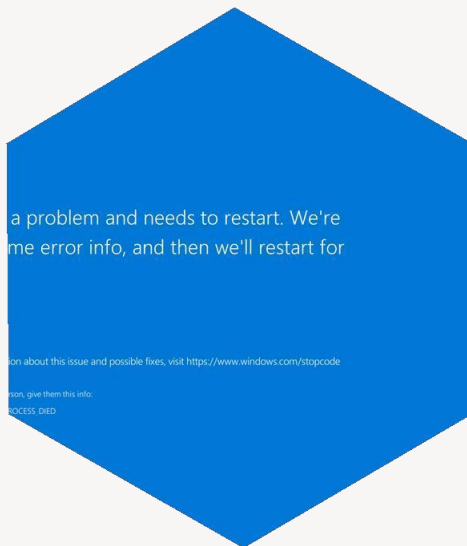 a problem and needs to restart. We're
me error info, and then we'll restart for
ion about this issue and possible fixes, visit https://www.windows.com/stopcode
rson, give them this info:
ROCESS_DIED